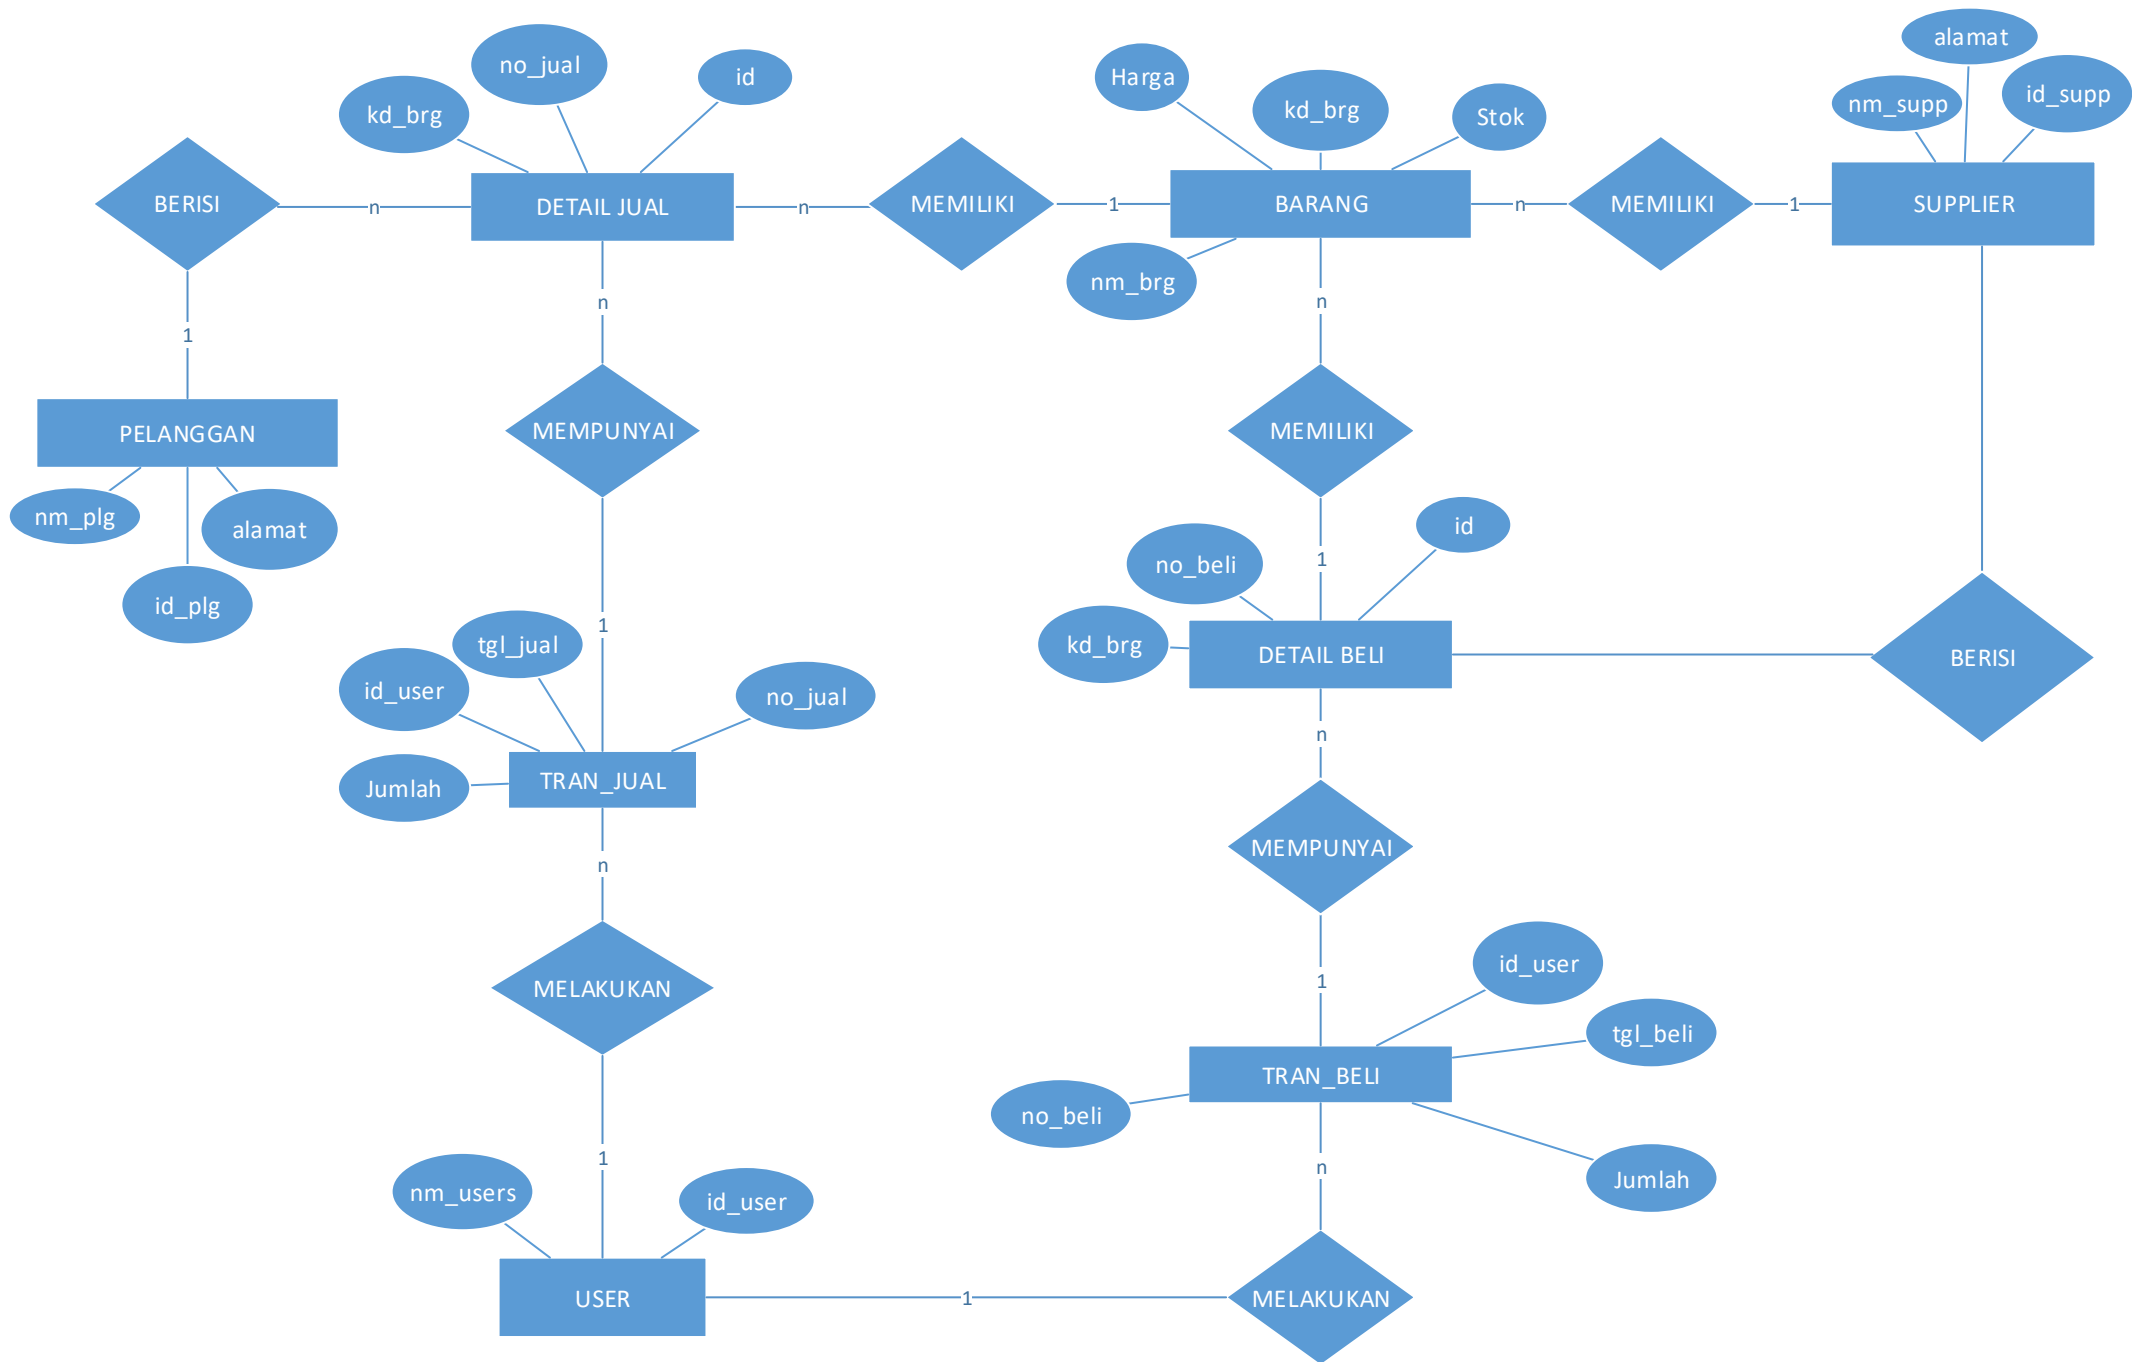 alamat
no_jual
id
Harga
kd_brg
Stok
nm_supp
id_supp
kd_brg
BERISI
n
DETAIL JUAL
n
MEMILIKI
1
BARANG
n
MEMILIKI
1
SUPPLIER
nm_brg
n
n
1
PELANGGAN
MEMPUNYAI
MEMILIKI
nm_plg
alamat
id_plg
id
no_beli
1
kd_brg
DETAIL BELI
BERISI
1
tgl_jual
id_user
no_jual
Jumlah
TRAN_JUAL
n
n
MEMPUNYAI
MELAKUKAN
1
id_user
tgl_beli
TRAN_BELI
no_beli
Jumlah
1
n
nm_users
id_user
USER
1
MELAKUKAN